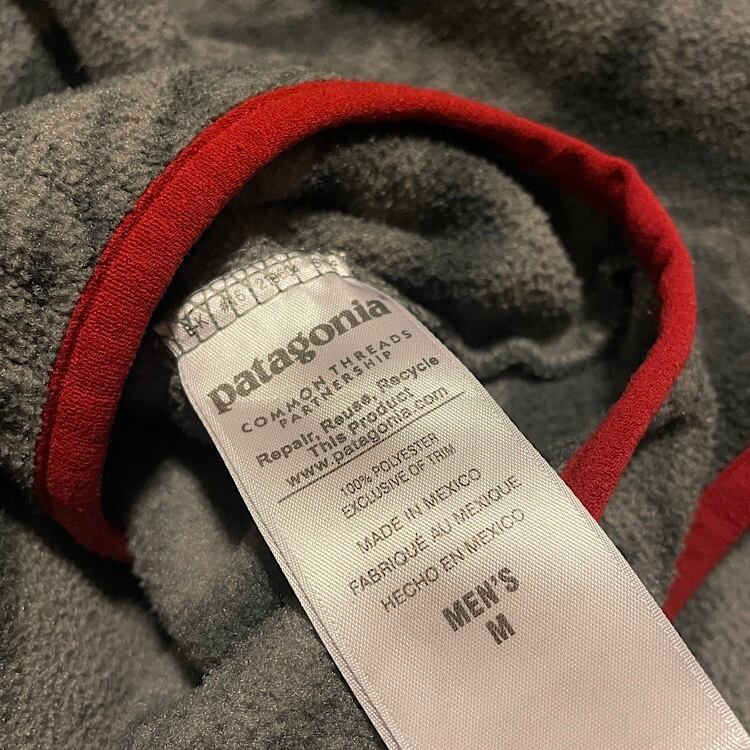 patagonia
COMMON THREADS
PARTNERSHIP
Repair, Reuse, Recycle
This Product
www.patagonia.com
100% POLYESTER
EXCLUSIVE OF TRIM
MADE IN MEXICO
FABRIQUÉ AU MEXIQUE
HECHO EN MEXICO
MEN'S
M